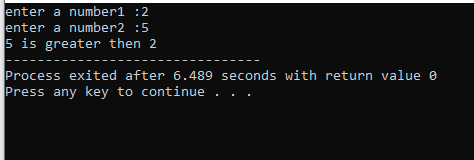 enter a number1 :2
enter a number2 :5
5 is greater then 2
--------------------------------
Process exited after 6.489 seconds with return value 0
Press any key to continue . . .